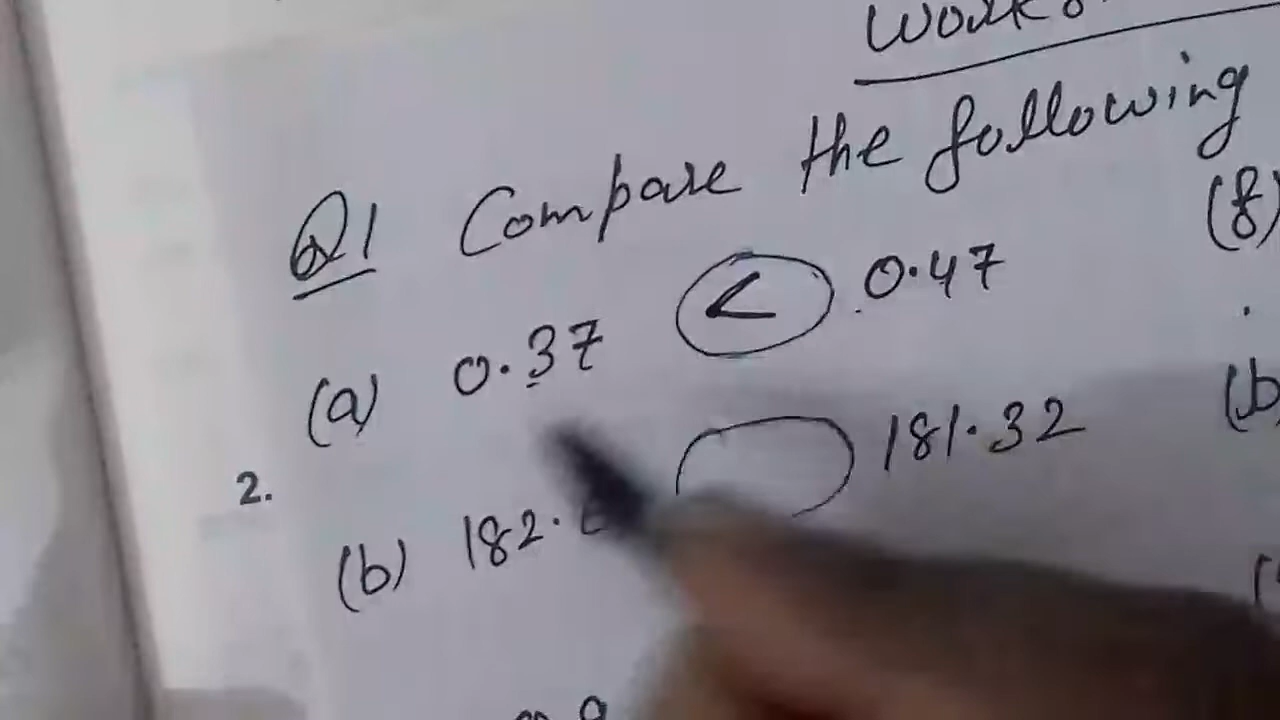 Q1 Compare the following
(a) 0.37 < 0.47 (f)
2.
(b) 182. 181.32 (b